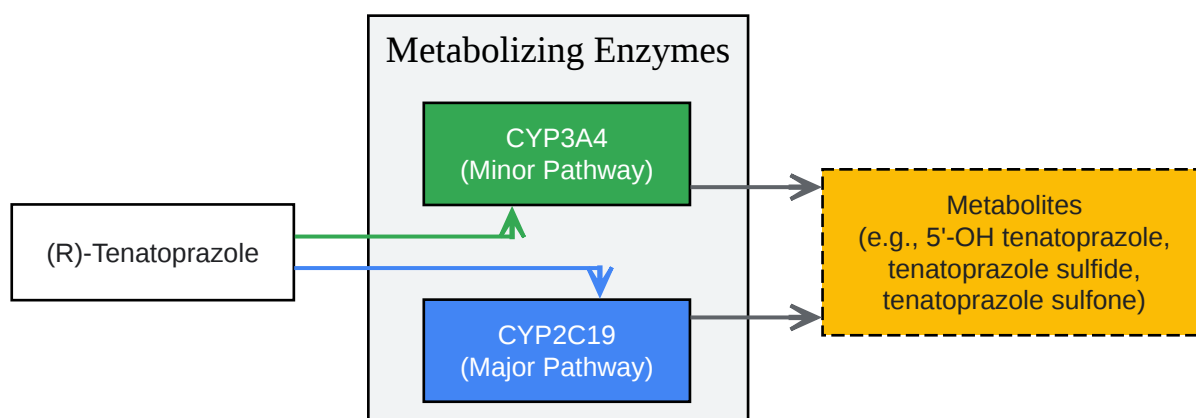 Metabolizing Enzymes
CYP3A4
(Minor Pathway)
(R)-Tenatoprazole
CYP2C19
(Major Pathway)
Metabolites
(e.g., 5'-OH tenatoprazole,
tenatoprazole sulfide,
tenatoprazole sulfone)